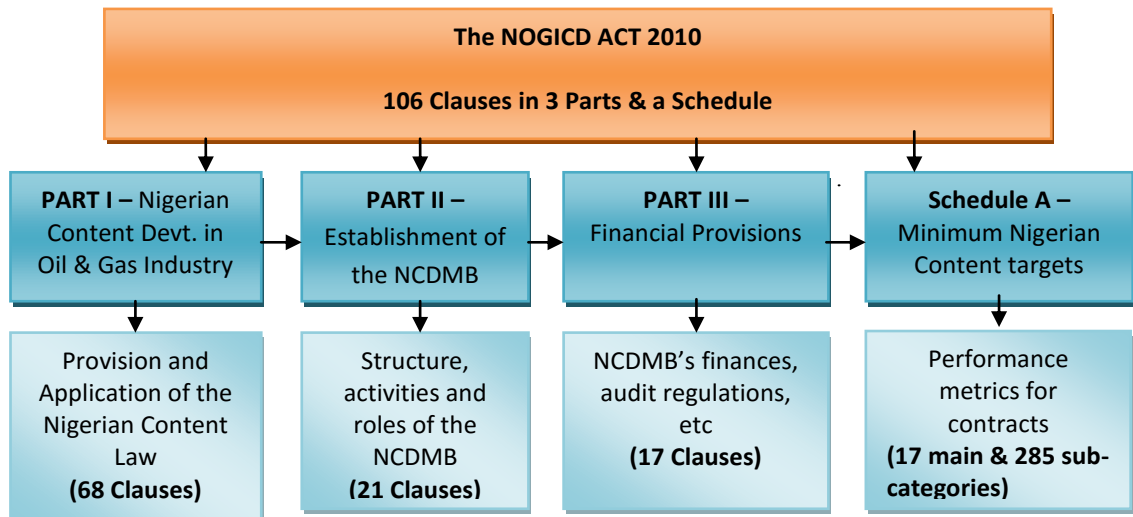 The NOGICD ACT 2010
106 Clauses in 3 Parts & a Schedule
PART I – Nigerian
Content Devt. in
Oil & Gas Industry
PART II –
Establishment of
the NCDMB
PART III –
Financial Provisions
Schedule A –
Minimum Nigerian
Content targets
Provision and
Application of the
Nigerian Content
Law
(68 Clauses)
Structure,
activities and
roles of the
NCDMB
(21 Clauses)
NCDMB’s finances,
audit regulations,
etc
(17 Clauses)
Performance
metrics for
contracts
(17 main & 285 sub-
categories)